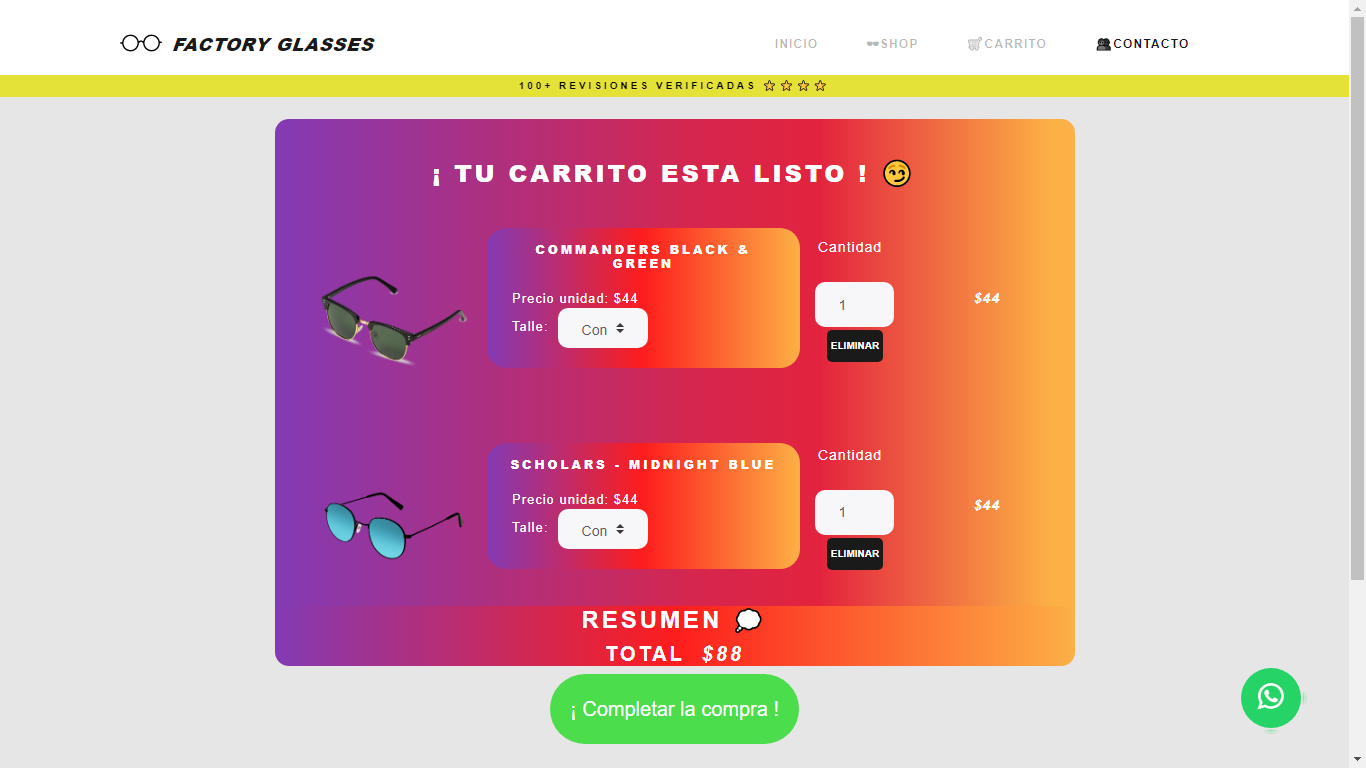 FACTORY GLASSES
INICIO
SHOP
CARRITO
CONTACTO
100+ REVISIONES VERIFICADAS
¡ TU CARRITO ESTA LISTO !
COMMANDERS BLACK &
GREEN
Precio unidad: $44
Talle: Con
Cantidad
1
ELIMINAR
$44
SCHOLARS - MIDNIGHT BLUE
Precio unidad: $44
Talle: Con
Cantidad
1
ELIMINAR
$44
RESUMEN
TOTAL $88
¡ Completar la compra !